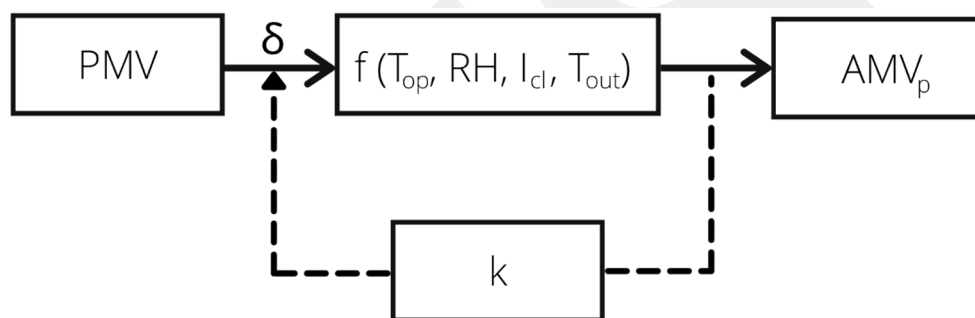 δ
PMV
f (Top, RH, Icl, Tout)
AMVp
k